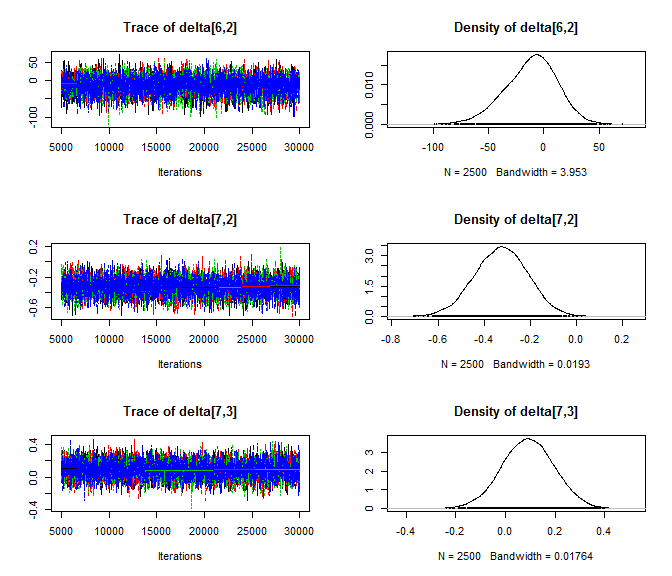 Trace of delta[6,2]
50
0
-100
5000 10000 15000 20000 25000 30000
Iterations
Density of delta[6,2]
0.010
0.000
-100 -50 0 50
N = 2500 Bandwidth = 3.953
Trace of delta[7,2]
0.2
-0.2
-0.6
5000 10000 15000 20000 25000 30000
Iterations
Density of delta[7,2]
3.0
1.5
0.0
-0.8 -0.6 -0.4 -0.2 0.0 0.2
N = 2500 Bandwidth = 0.0193
Trace of delta[7,3]
0.4
0.0
-0.4
5000 10000 15000 20000 25000 30000
Iterations
Density of delta[7,3]
3
2
1
0
-0.4 -0.2 0.0 0.2 0.4
N = 2500 Bandwidth = 0.01764